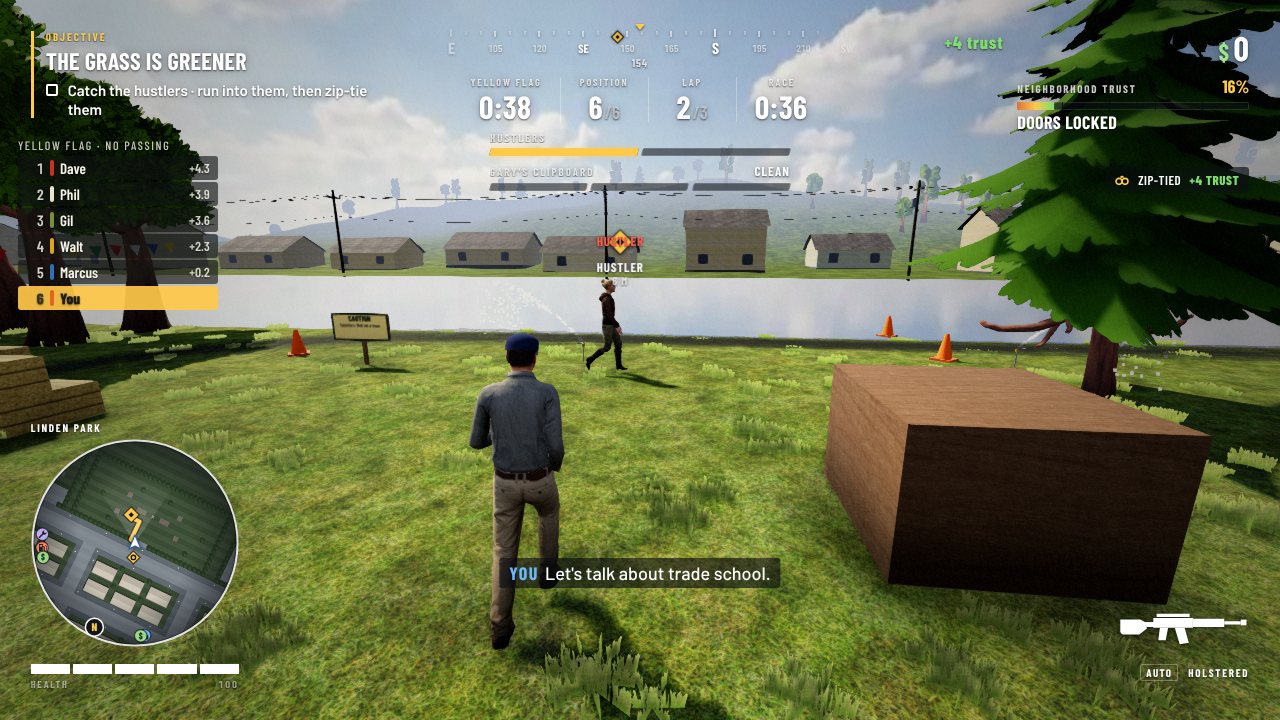 OBJECTIVE
THE GRASS IS GREENER
Catch the hustlers · run into them, then zip-tie
them
YELLOW FLAG · NO PASSING
1 Dave +4.3
2 Phil +3.9
3 Gil +3.6
4 Walt +2.3
5 Marcus +0.2
6 You
E 105 120 SE 150 165 S 195 210 SW
154
YELLOW FLAG POSITION LAP RACE
0:38 6/6 2/3 0:36
HUSTLERS
GARY'S CLIPBOARD CLEAN
+4 trust
$0
NEIGHBORHOOD TRUST 16%
DOORS LOCKED
ZIP-TIED +4 TRUST
HUSTLER
HUSTLER
CAUTION
LINDEN PARK
N
HEALTH 100
YOU Let's talk about trade school.
AUTO HOLSTERED